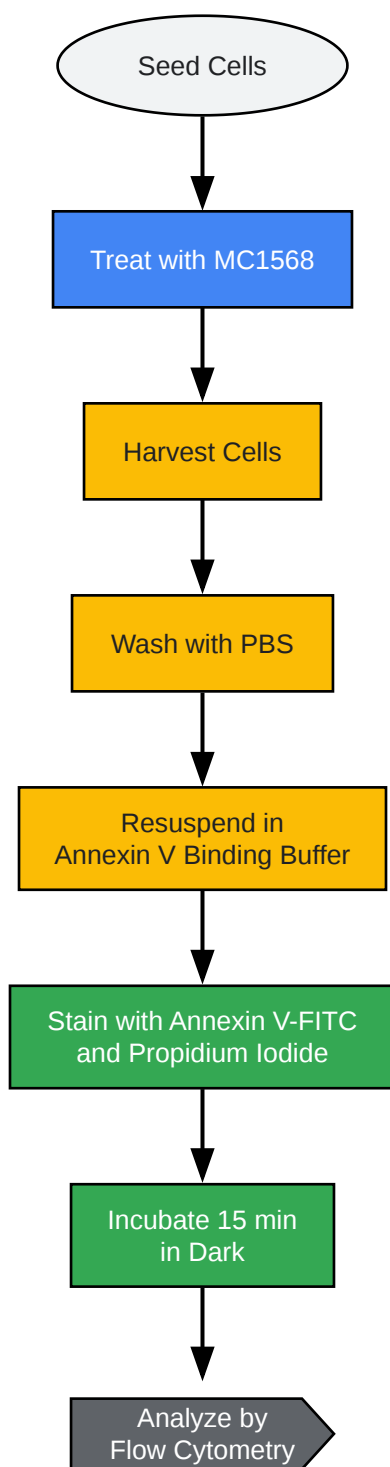 Seed Cells
Treat with MC1568
Harvest Cells
Wash with PBS
Resuspend in
Annexin V Binding Buffer
Stain with Annexin V-FITC
and Propidium Iodide
Incubate 15 min
in Dark
Analyze by
Flow Cytometry